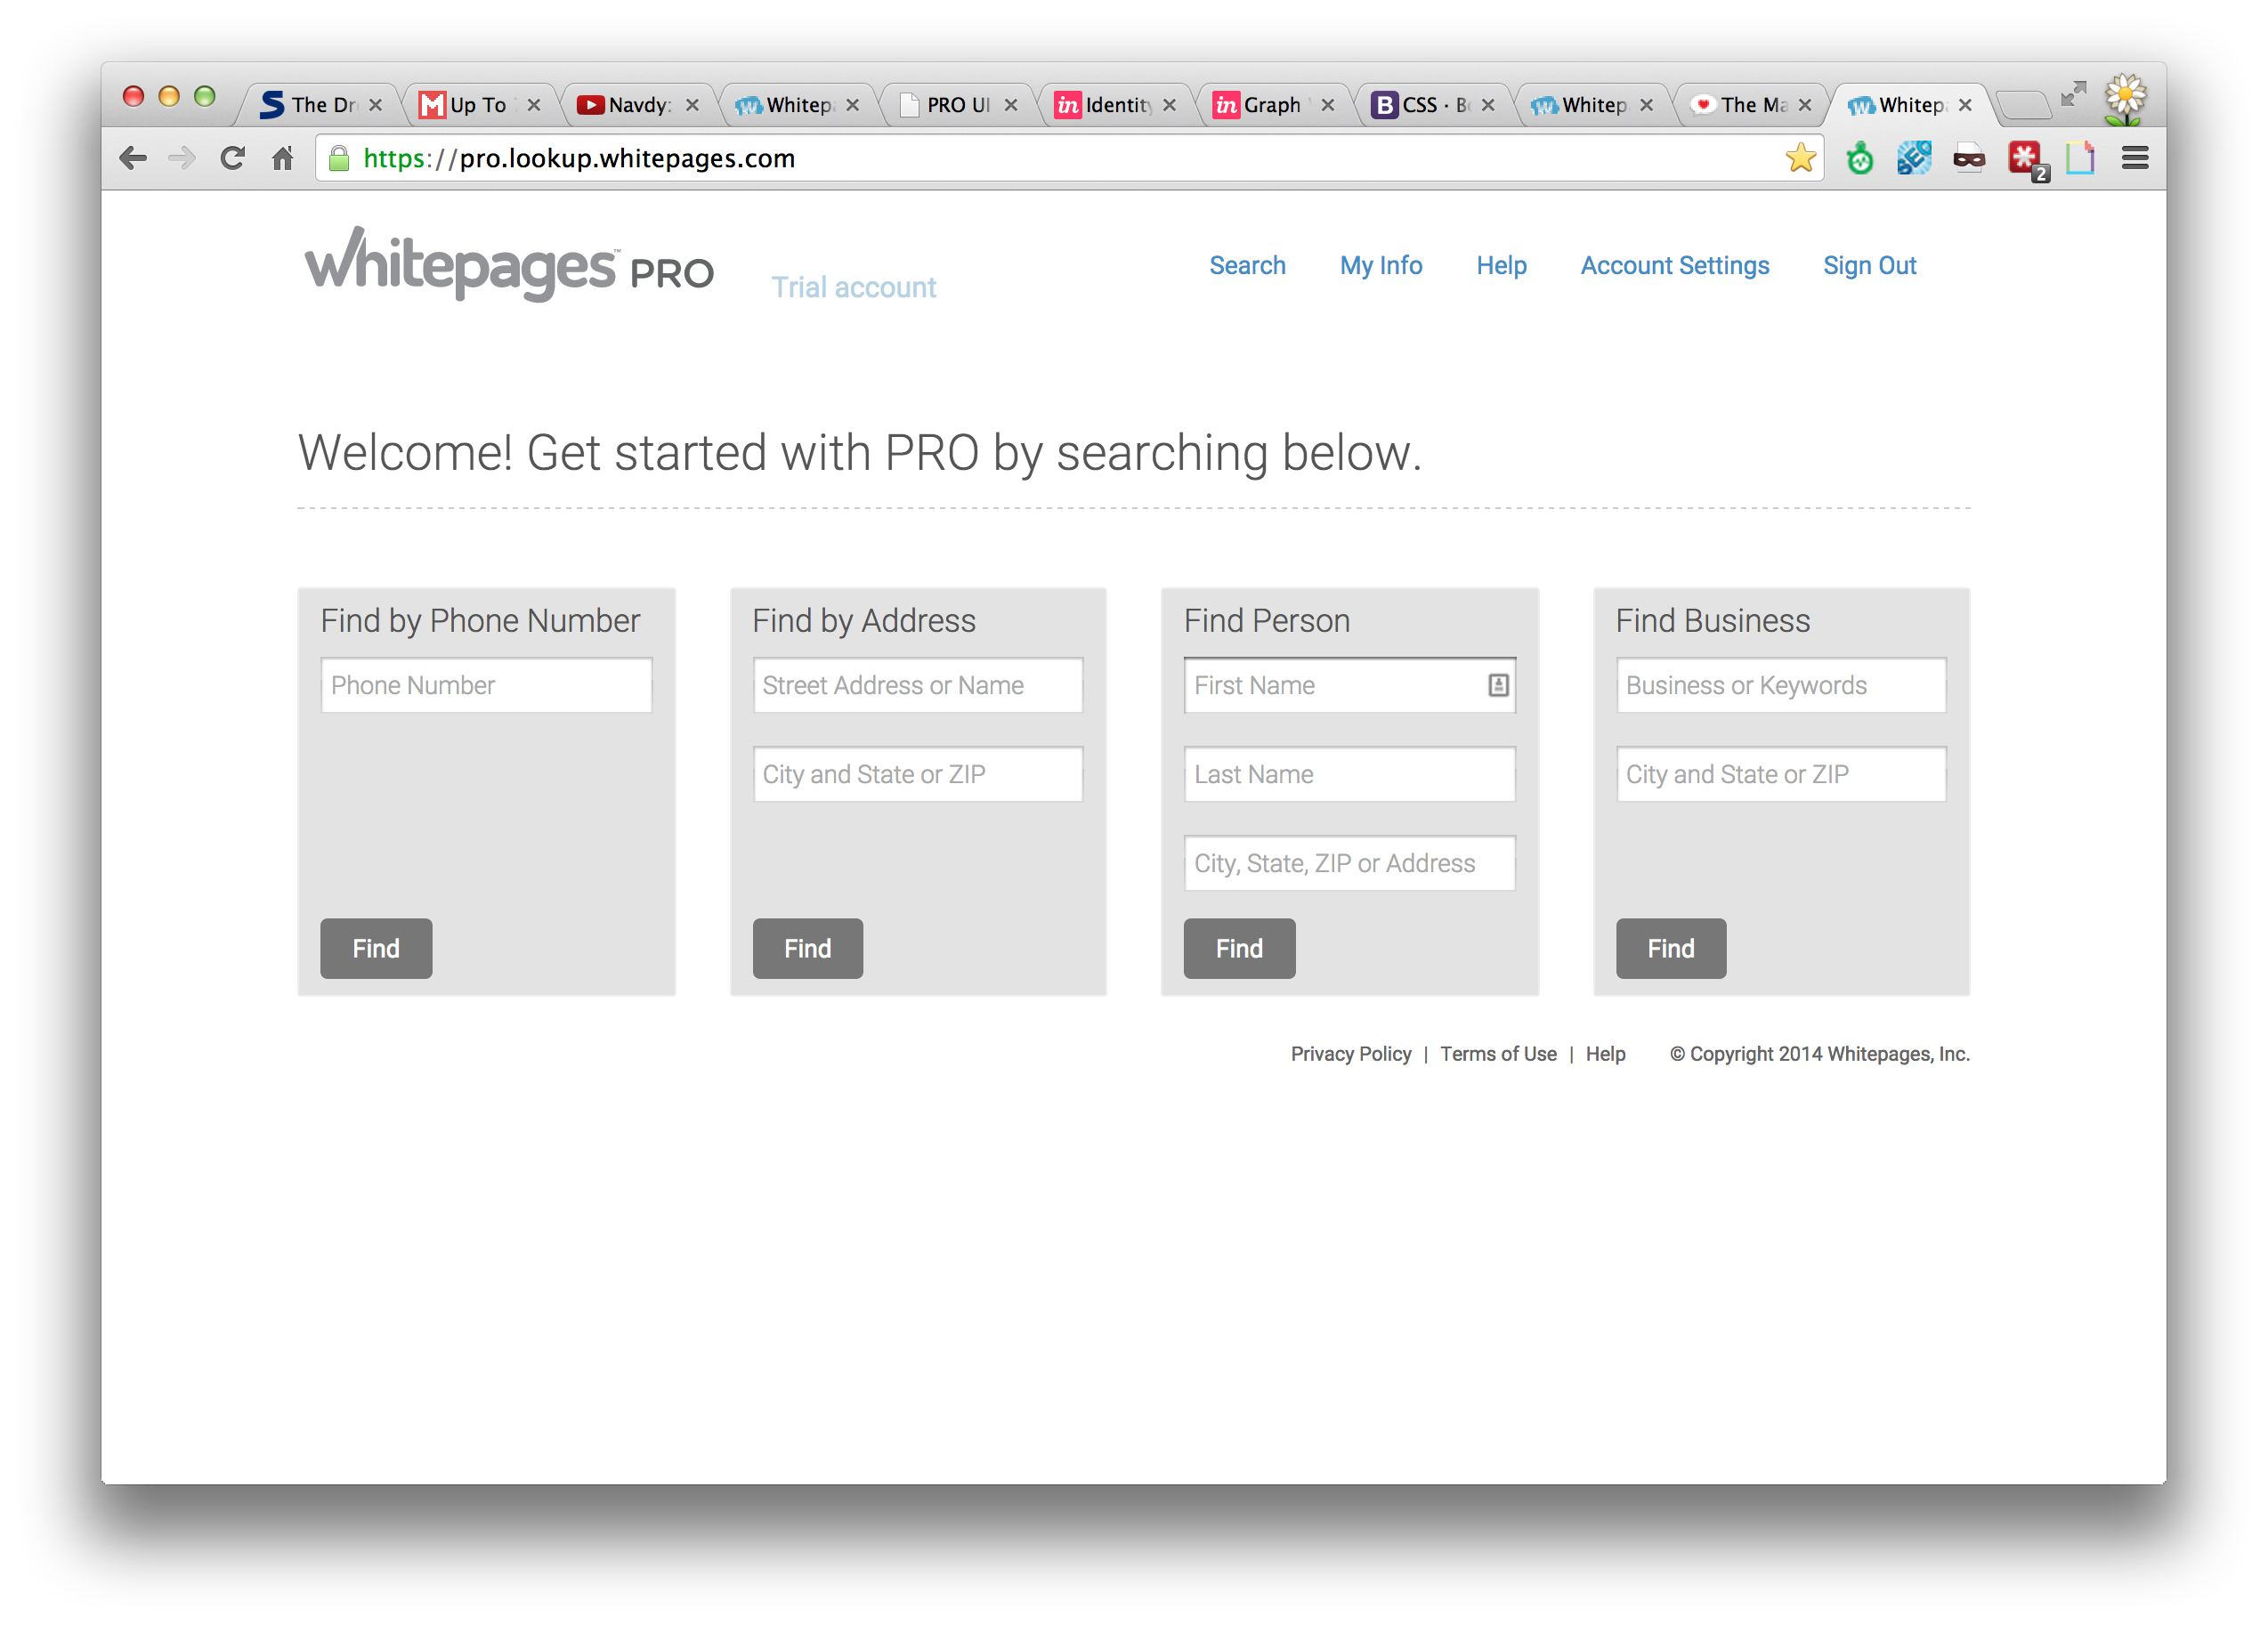 The Dr Up To Navdy: Whitep PRO UI Identity Graph CSS · B Whitep The Ma Whitep
https://pro.lookup.whitepages.com
2
whitepages™ PRO Trial account Search My Info Help Account Settings Sign Out
Welcome! Get started with PRO by searching below.
Find by Phone Number
Phone Number
Find
Find by Address
Street Address or Name
City and State or ZIP
Find
Find Person
First Name
Last Name
City, State, ZIP or Address
Find
Find Business
Business or Keywords
City and State or ZIP
Find
Privacy Policy | Terms of Use | Help © Copyright 2014 Whitepages, Inc.